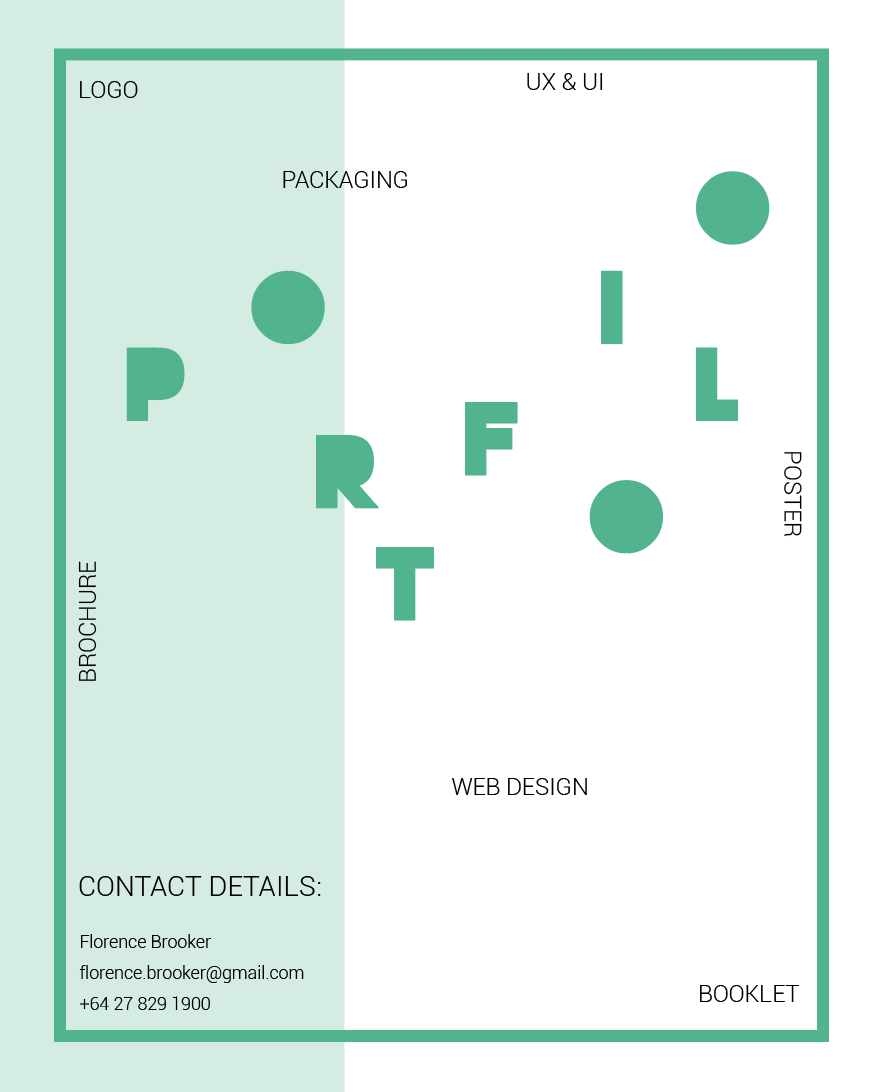 LOGO
UX & UI
PACKAGING
PORTFOLIO
POSTER
BROCHURE
WEB DESIGN
CONTACT DETAILS:
Florence Brooker
florence.brooker@gmail.com
+64 27 829 1900
BOOKLET